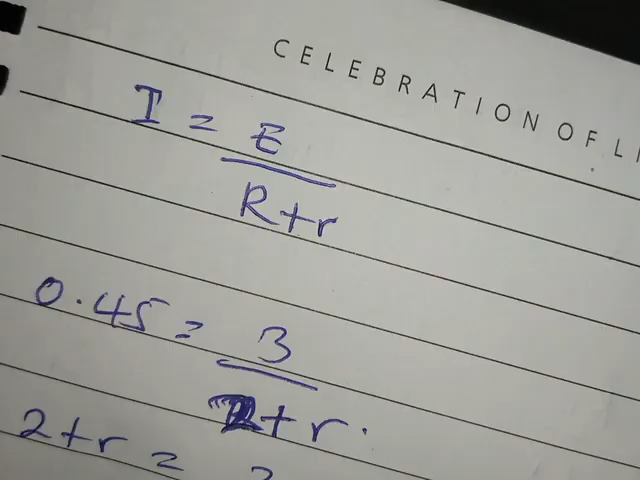 CELEBRATION OF
I = E
R+r
0.45 = 3
2+r.
2+r =